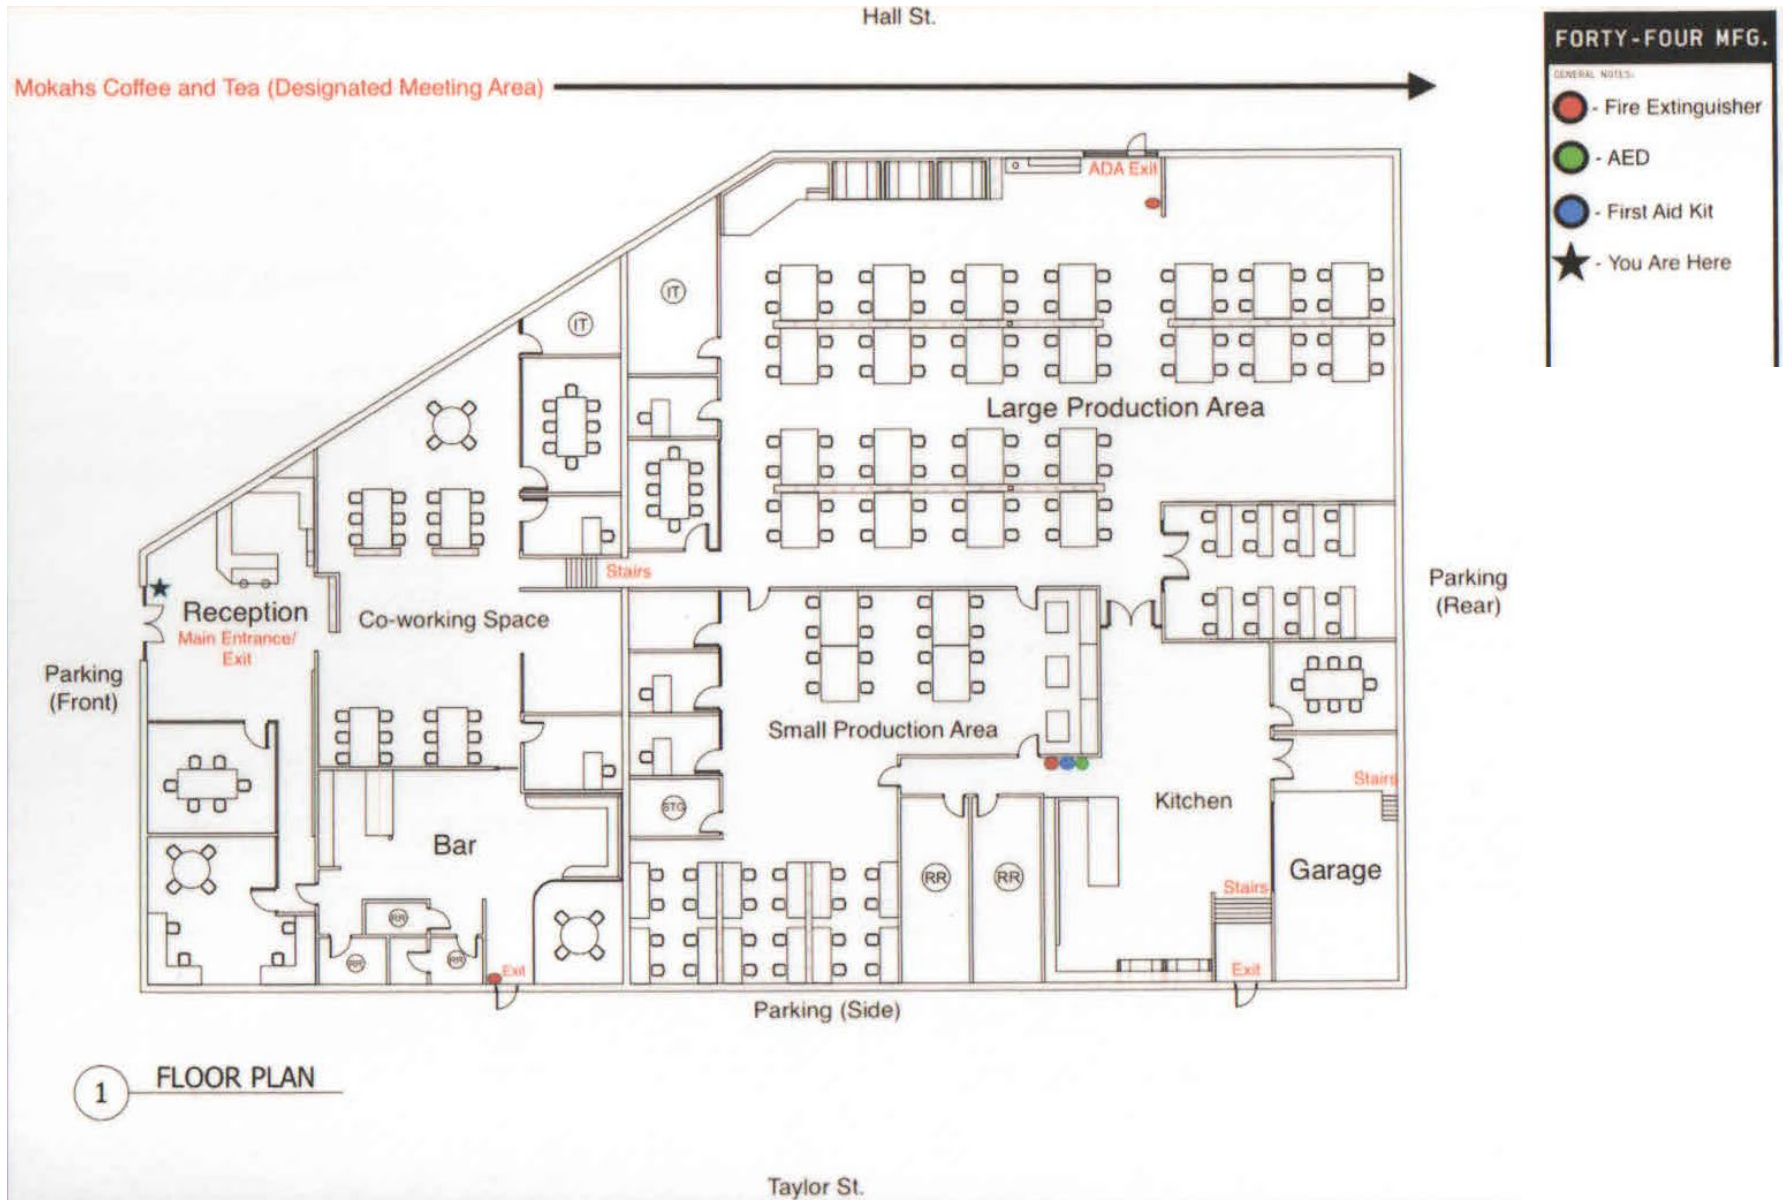 Hall St.
FORTY-FOUR MFG.
GENERAL NOTES:
- Fire Extinguisher
- AED
- First Aid Kit
- You Are Here
Mokahs Coffee and Tea (Designated Meeting Area)
ADA Exit
IT
IT
Large Production Area
Stairs
Parking
(Rear)
Reception
Main Entrance/
Exit
Co-working Space
Parking
(Front)
Small Production Area
Stairs
Kitchen
STG
Bar
Garage
RR
RR
Stairs
RR
RR
RR
Exit
Exit
Parking (Side)
1
FLOOR PLAN
Taylor St.